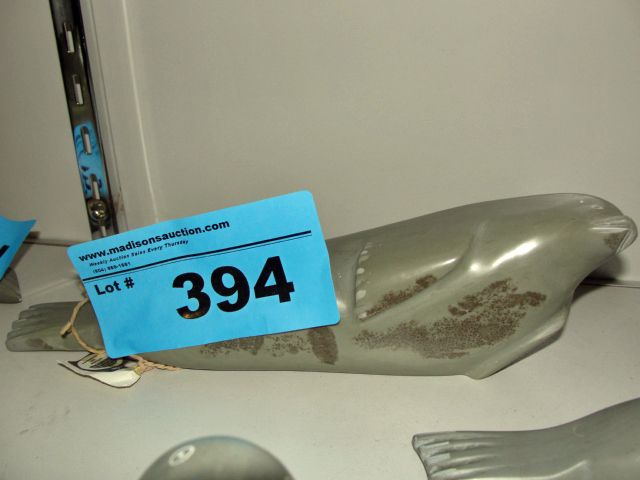 www.madisonsauction.com
Weekly Auction Sales Every Thursday
Lot # 394